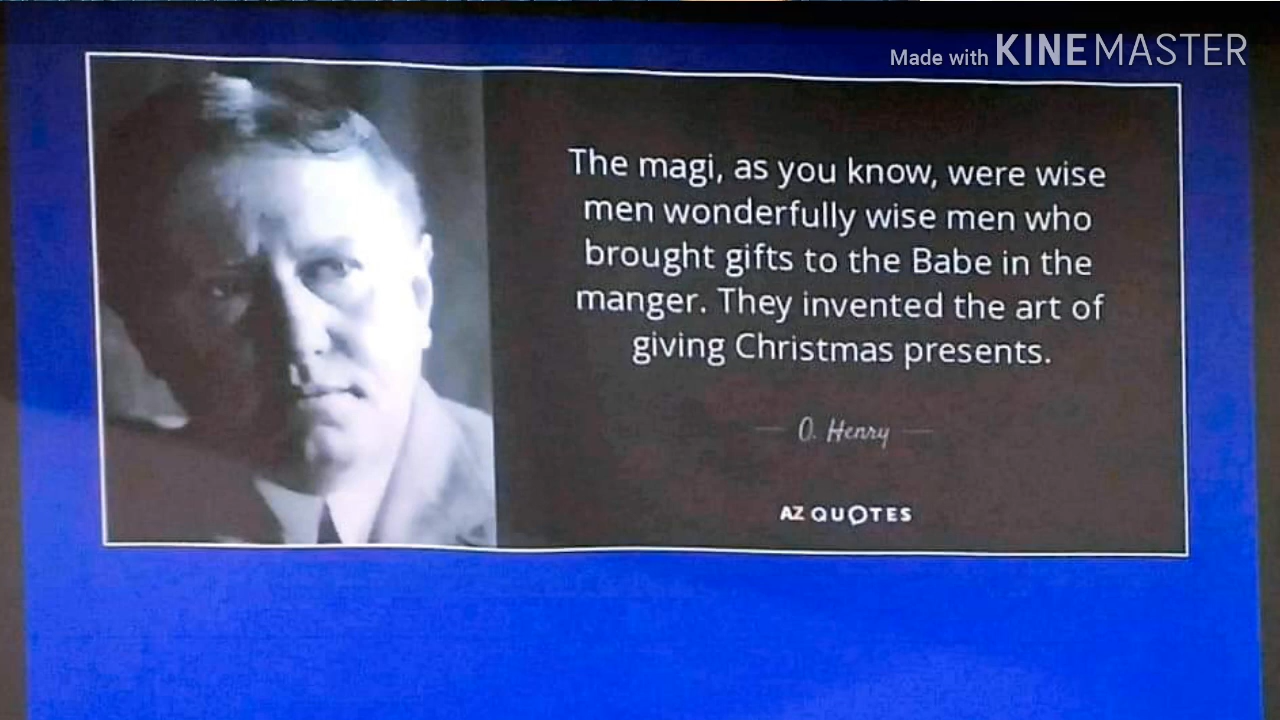 Made with KINEMASTER
The magi, as you know, were wise
men wonderfully wise men who
brought gifts to the Babe in the
manger. They invented the art of
giving Christmas presents.
O. Henry
AZ QUOTES